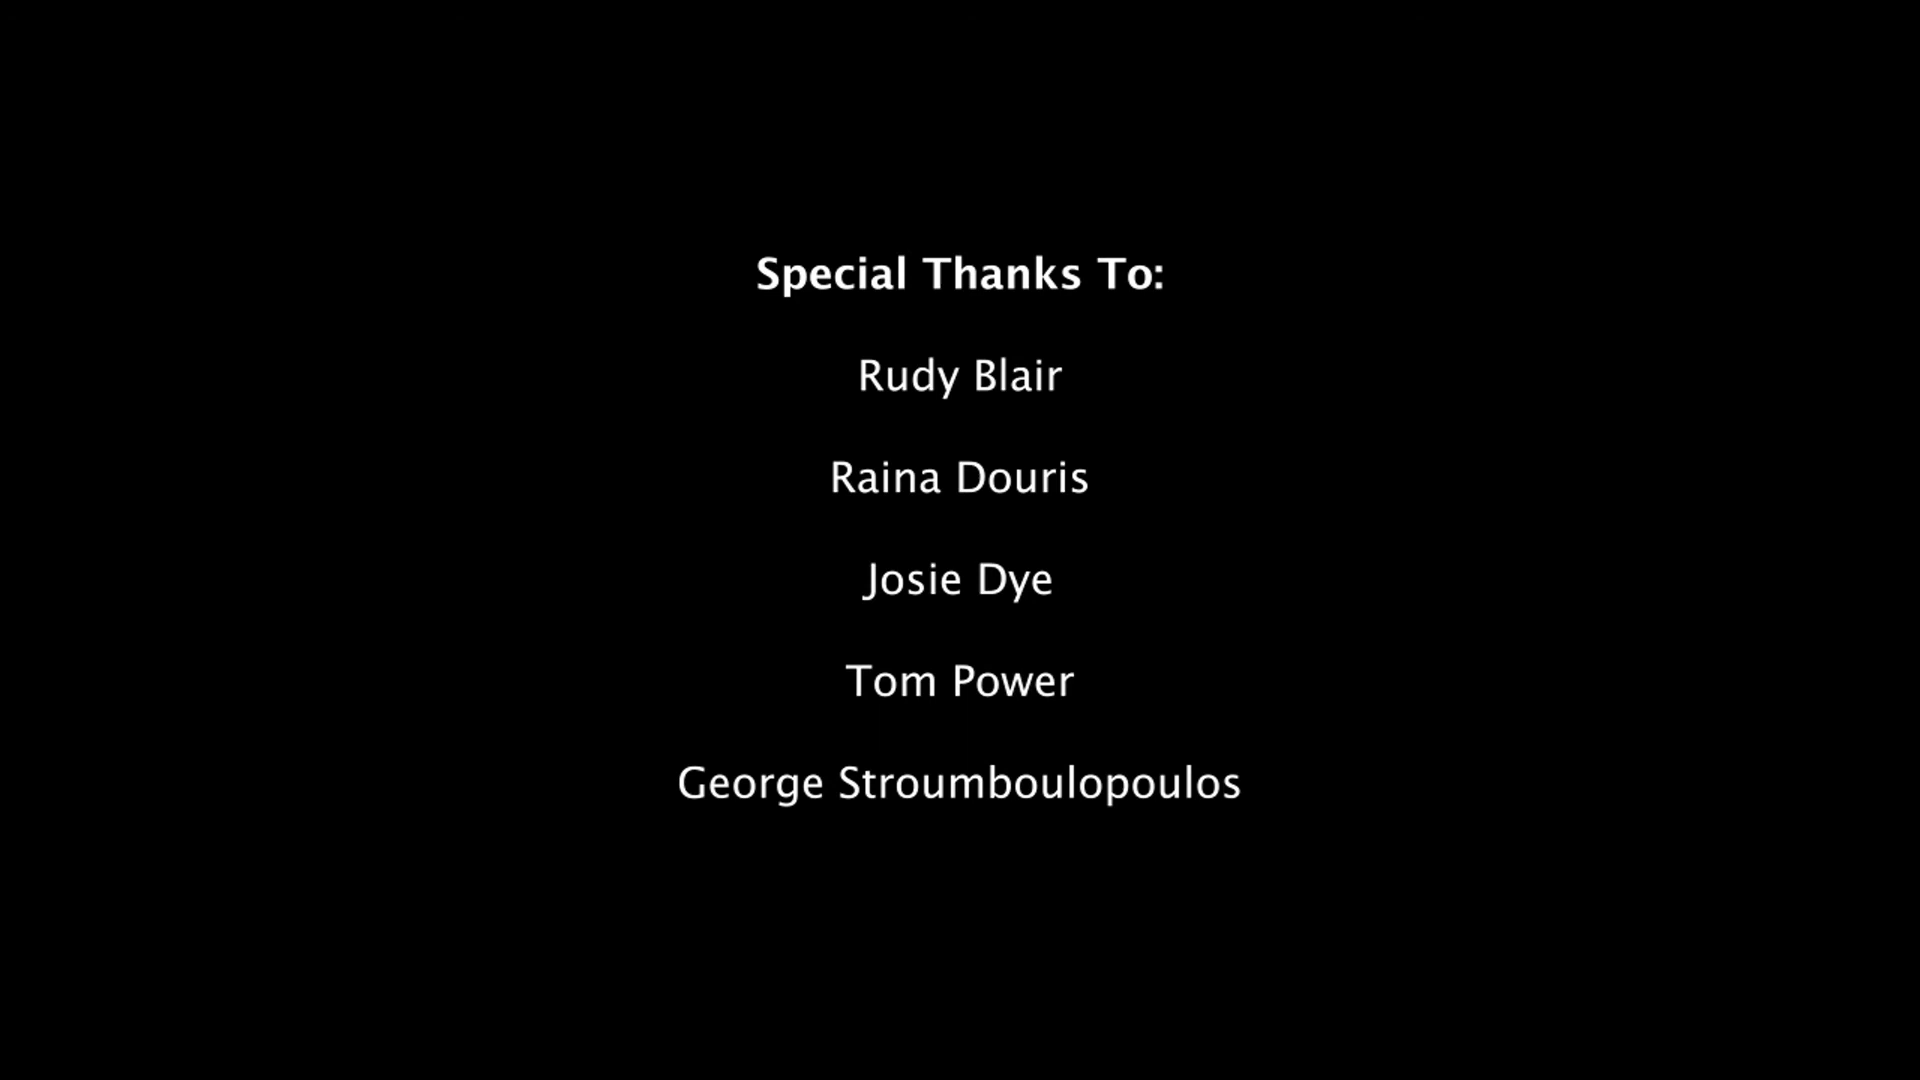 Special Thanks To:
Rudy Blair
Raina Douris
Josie Dye
Tom Power
George Stroumboulopoulos